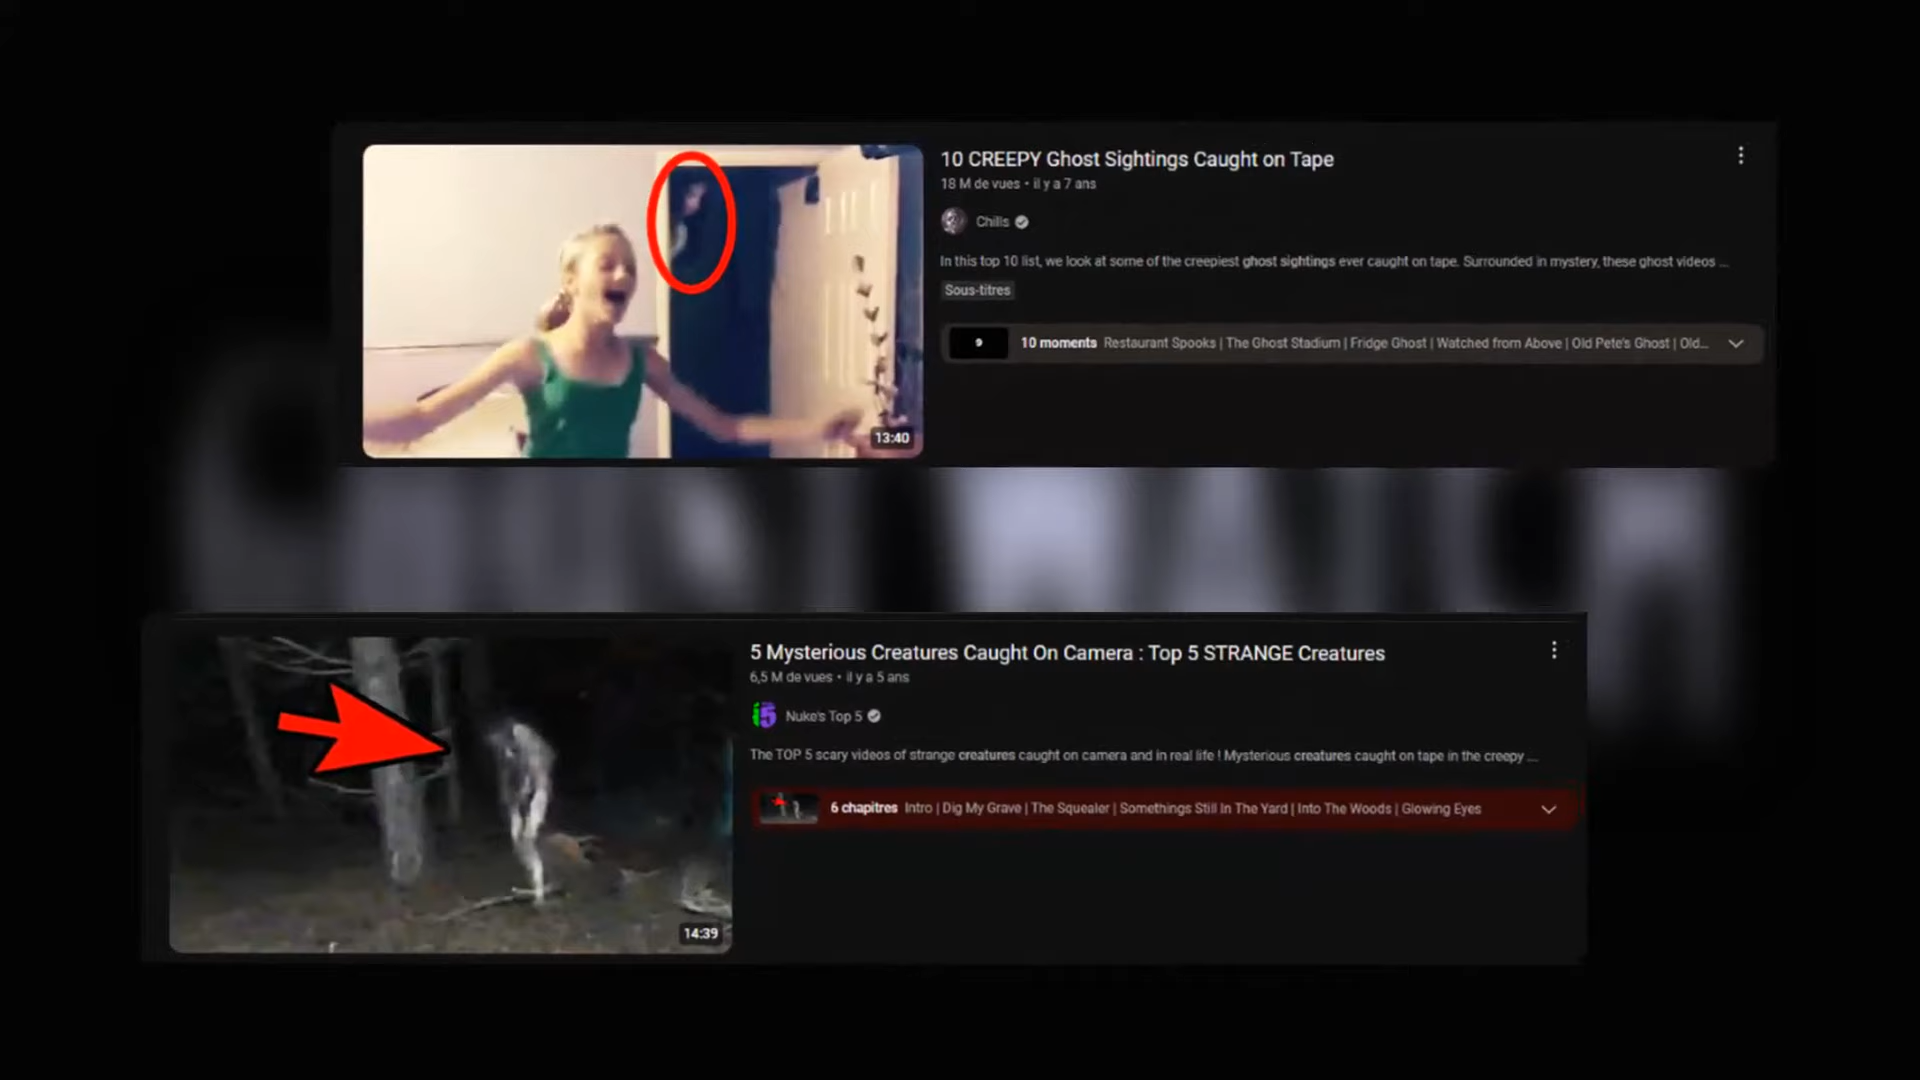 10 CREEPY Ghost Sightings Caught on Tape
18 M de vues • il y a 7 ans
Chills
In this top 10 list, we look at some of the creepiest ghost sightings ever caught on tape. Surrounded in mystery, these ghost videos ...
Sous-titres
10 moments Restaurant Spooks | The Ghost Stadium | Fridge Ghost | Watched from Above | Old Pete's Ghost | Old...
13:40
5 Mysterious Creatures Caught On Camera : Top 5 STRANGE Creatures
6,5 M de vues • il y a 5 ans
Nuke's Top 5
The TOP 5 scary videos of strange creatures caught on camera and in real life ! Mysterious creatures caught on tape in the creepy ...
6 chapitres Intro | Dig My Grave | The Squealer | Somethings Still In The Yard | Into The Woods | Glowing Eyes
14:39